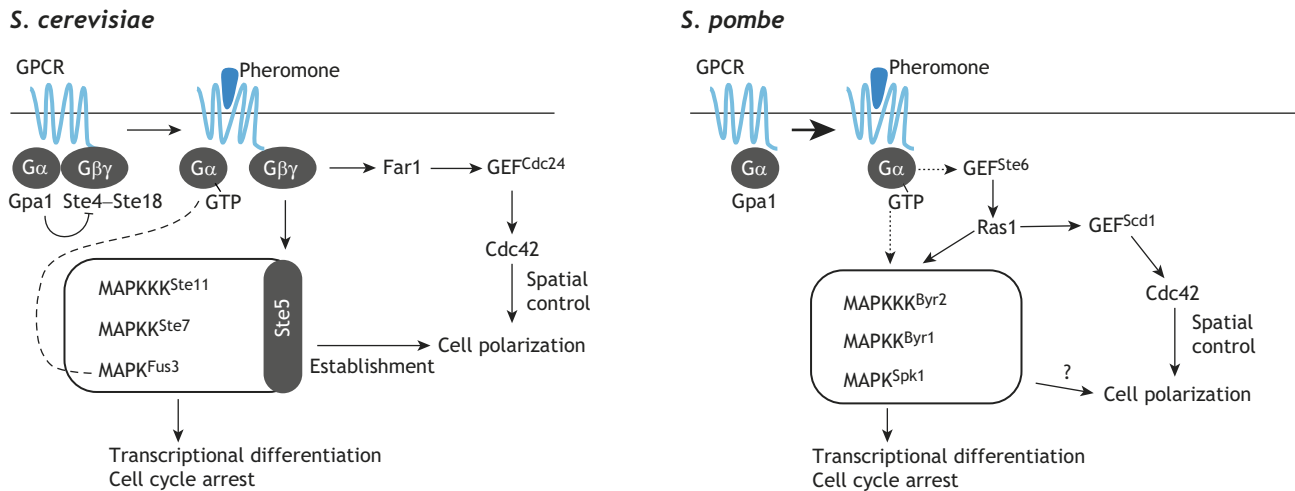 S. cerevisiae
GPCR
Pheromone
Gα
Gβγ
Gα
Gβγ
Far1
GEFCdc24
Gpa1
Ste4–Ste18
GTP
Cdc42
Spatial
control
MAPKKKSte11
MAPKKSte7
MAPKFus3
Ste5
Establishment
Cell polarization
Transcriptional differentiation
Cell cycle arrest
S. pombe
GPCR
Pheromone
Gα
Gα
GEFSte6
Gpa1
GTP
Ras1
GEFScd1
Cdc42
Spatial
control
MAPKKKByr2
MAPKKByr1
MAPKSpk1
?
Cell polarization
Transcriptional differentiation
Cell cycle arrest